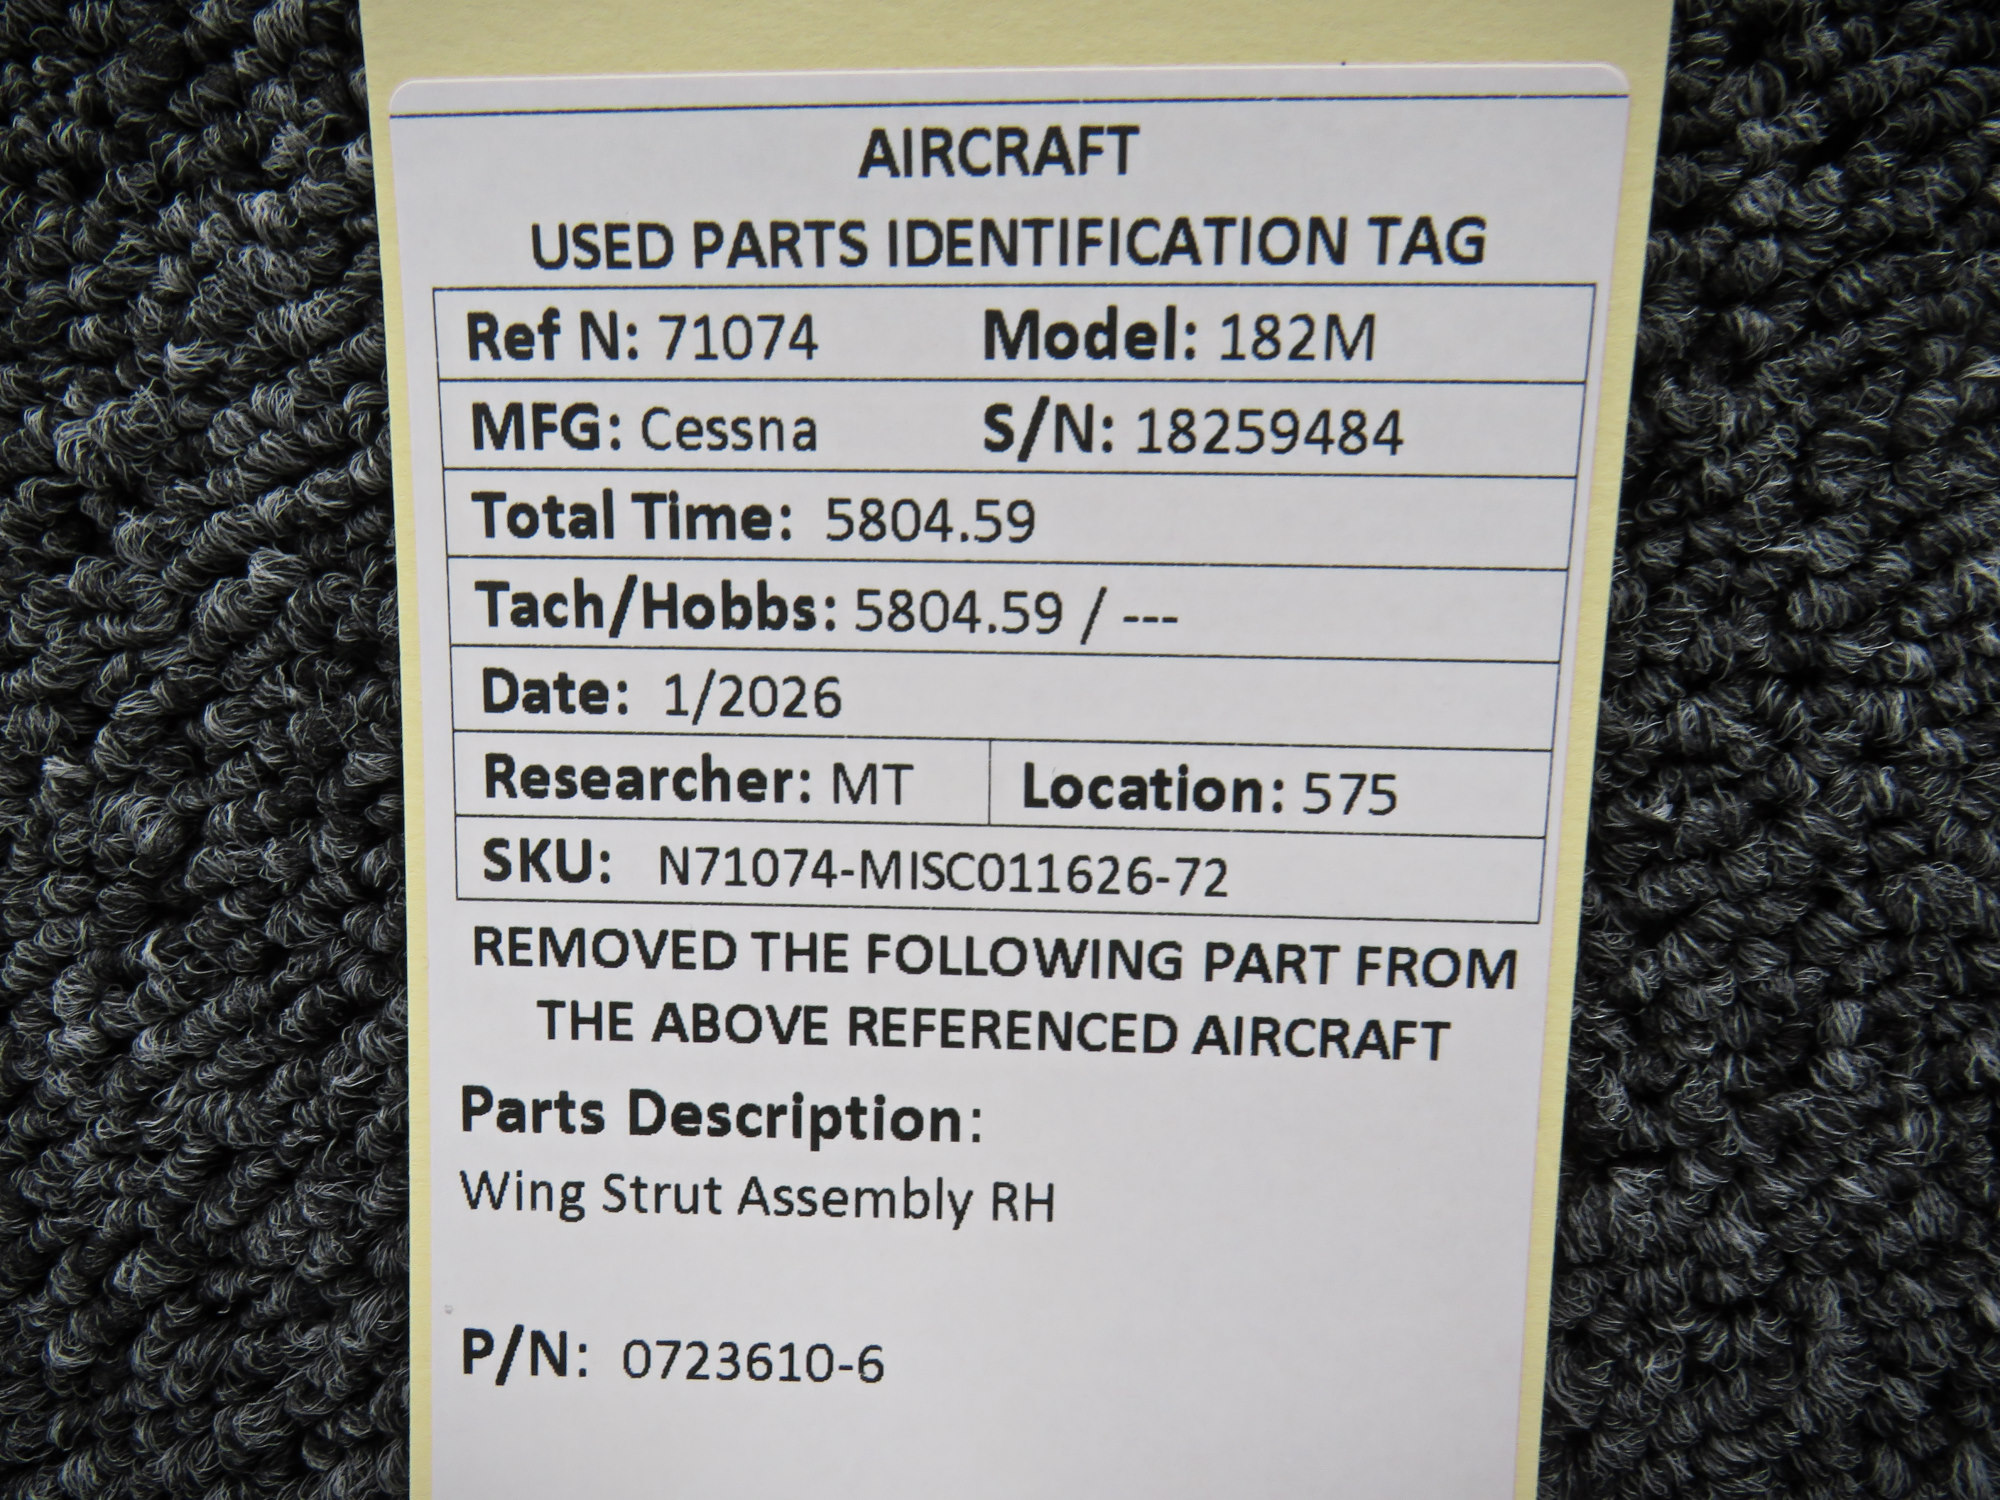 AIRCRAFT
USED PARTS IDENTIFICATION TAG
Ref N: 71074 Model: 182M
MFG: Cessna S/N: 18259484
Total Time: 5804.59
Tach/Hobbs: 5804.59 / ---
Date: 1/2026
Researcher: MT Location: 575
SKU: N71074-MISC011626-72
REMOVED THE FOLLOWING PART FROM
THE ABOVE REFERENCED AIRCRAFT
Parts Description:
Wing Strut Assembly RH
P/N: 0723610-6